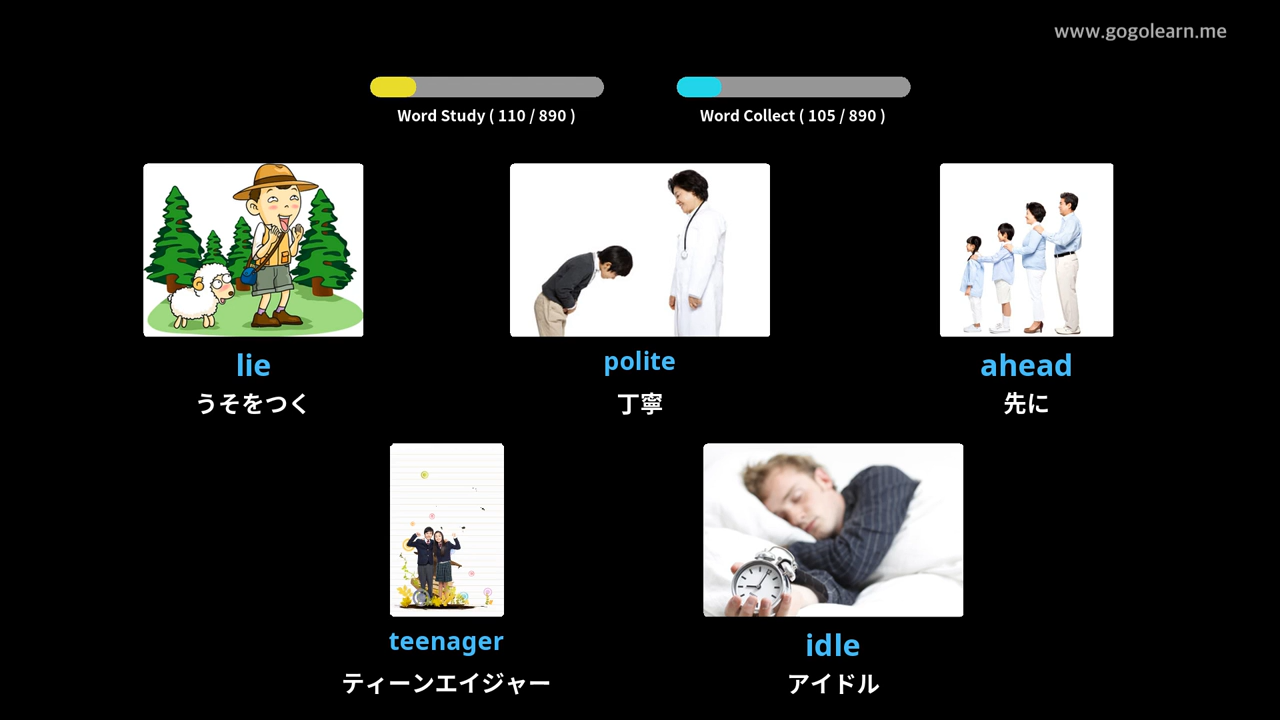 www.gogolearn.me
Word Study ( 110 / 890 )
Word Collect ( 105 / 890 )
lie
うそをつく
polite
丁寧
ahead
先に
teenager
ティーンエイジャー
idle
アイドル